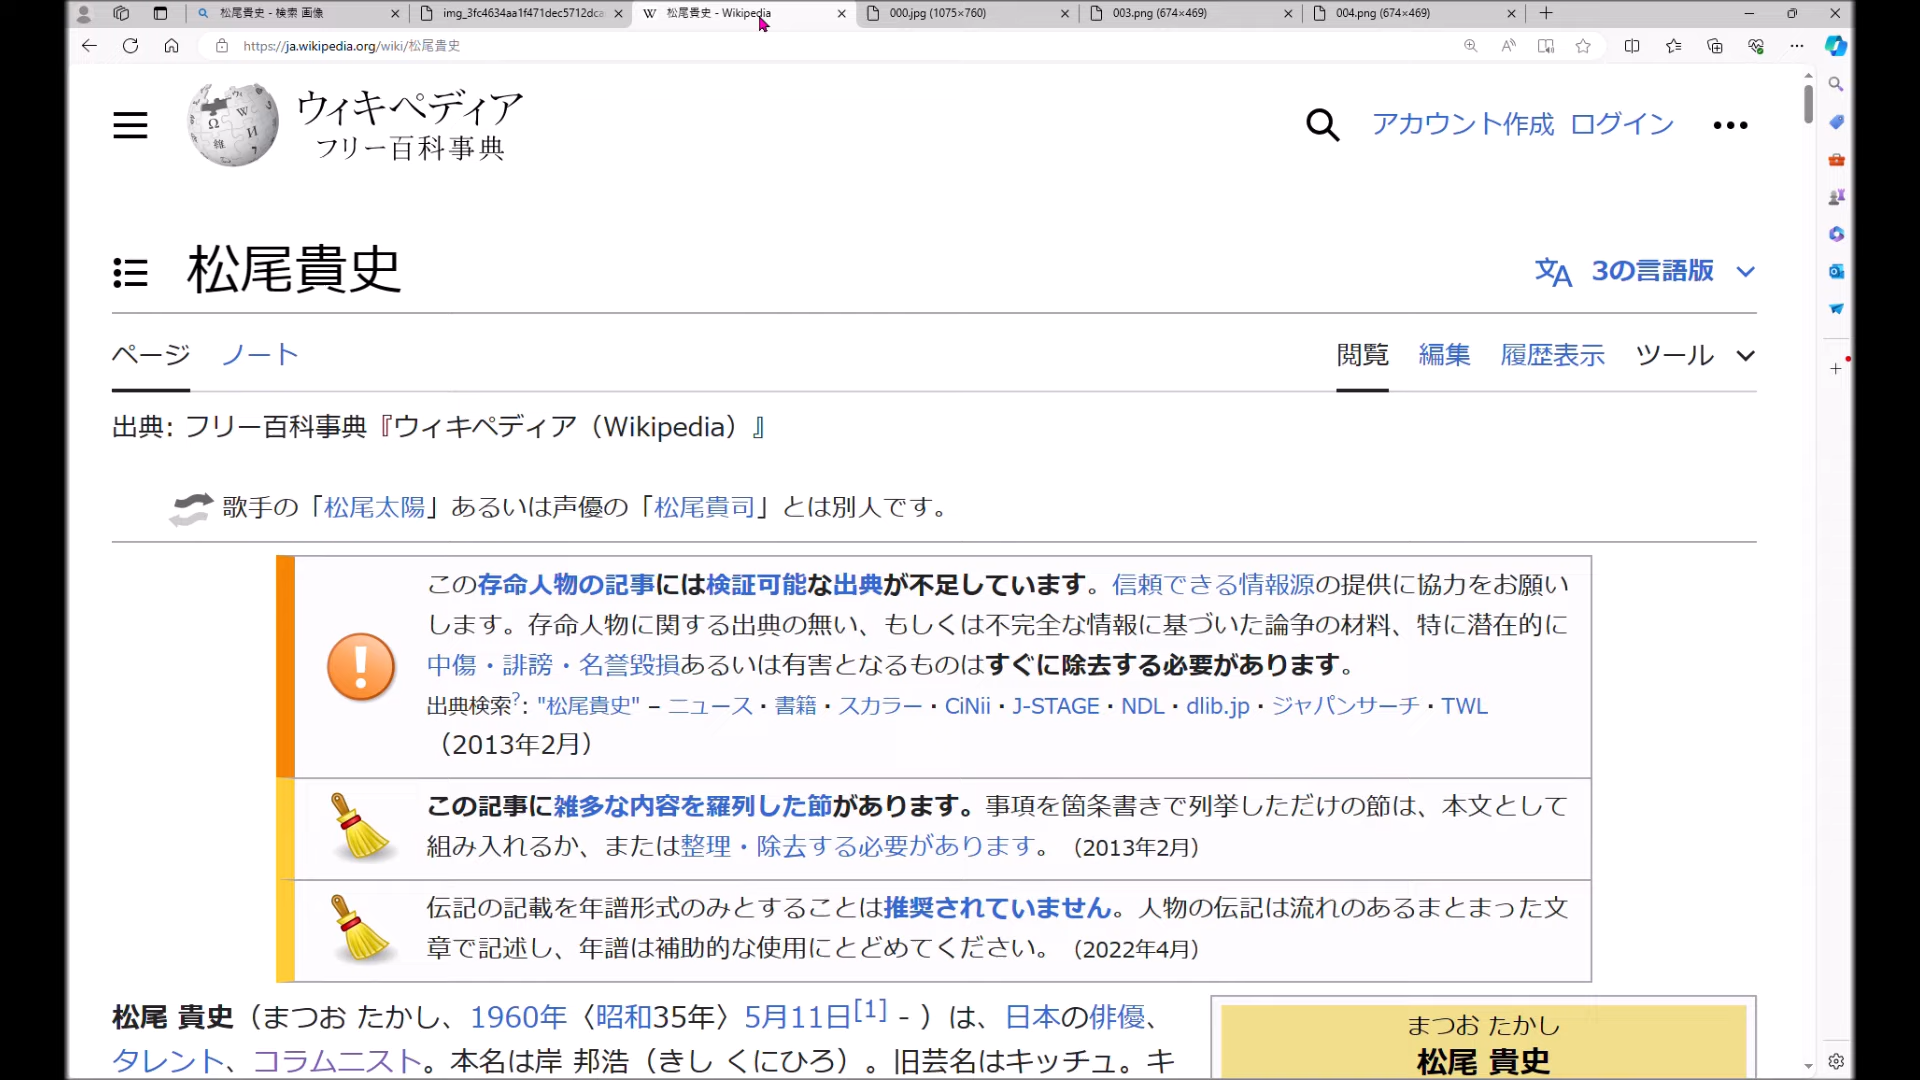 松尾貴史 - 検索 画像
img_3fc4634aa1f471dec5712dca
松尾貴史 - Wikipedia
000.jpg (1075×760)
003.png (674×469)
004.png (674×469)
https://ja.wikipedia.org/wiki/松尾貴史
ウィキペディア
フリー百科事典
アカウント作成 ログイン
松尾貴史
3の言語版
ページ ノート
閲覧 編集 履歴表示 ツール
出典: フリー百科事典『ウィキペディア（Wikipedia）』
歌手の「松尾太陽」あるいは声優の「松尾貴司」とは別人です。
この存命人物の記事には検証可能な出典が不足しています。信頼できる情報源の提供に協力をお願い
します。存命人物に関する出典の無い、もしくは不完全な情報に基づいた論争の材料、特に潜在的に
中傷・誹謗・名誉毀損あるいは有害となるものはすぐに除去する必要があります。
出典検索?: "松尾貴史" – ニュース · 書籍 · スカラー · CiNii · J-STAGE · NDL · dlib.jp · ジャパンサーチ · TWL
（2013年2月）
この記事に雑多な内容を羅列した節があります。事項を箇条書きで列挙しただけの節は、本文として
組み入れるか、または整理・除去する必要があります。（2013年2月）
伝記の記載を年譜形式のみとすることは推奨されていません。人物の伝記は流れのあるまとまった文
章で記述し、年譜は補助的な使用にとどめてください。（2022年4月）
松尾 貴史（まつお たかし、1960年〈昭和35年〉5月11日[1] - ）は、日本の俳優、
タレント、コラムニスト。本名は岸 邦浩（きし くにひろ）。旧芸名はキッチュ。キ
まつお たかし
松尾 貴史